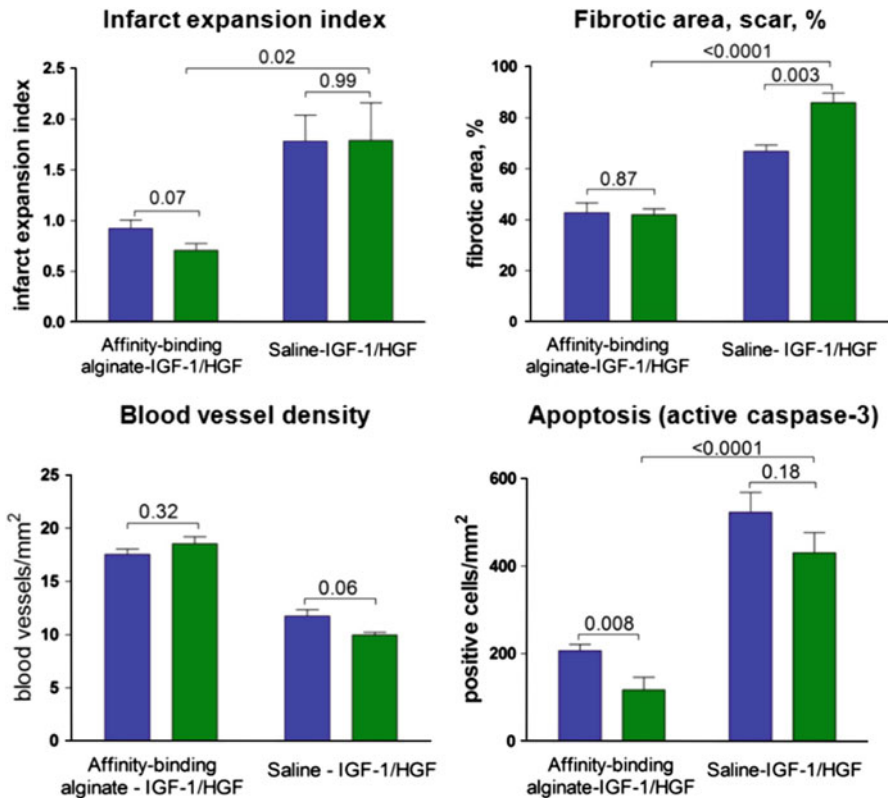 Infarct expansion index
infarct expansion index
2.5
2.0
1.5
1.0
0.5
0.0
0.02
0.99
0.07
Affinity-binding
alginate-IGF-1/HGF
Saline-IGF-1/HGF
Fibrotic area, scar, %
fibrotic area, %
100
80
60
40
20
0
<0.0001
0.003
0.87
Affinity-binding
alginate-IGF-1/HGF
Saline- IGF-1/HGF
Blood vessel density
blood vessels/mm²
25
20
15
10
5
0
0.32
0.06
Affinity-binding
alginate - IGF-1/HGF
Saline - IGF-1/HGF
Apoptosis (active caspase-3)
positive cells/mm²
600
400
200
0
<0.0001
0.18
0.008
Affinity-binding
alginate-IGF-1/HGF
Saline-IGF-1/HGF